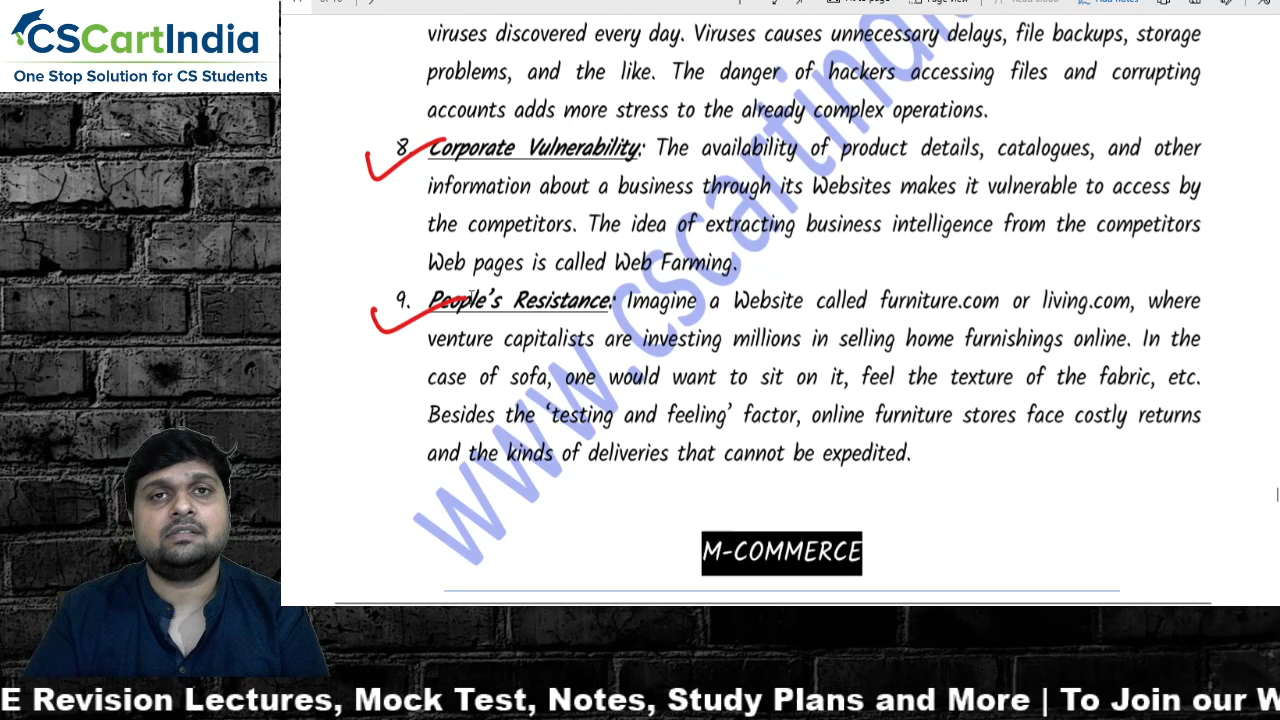 CSCartIndia
One Stop Solution for CS Students
viruses discovered every day. Viruses causes unnecessary delays, file backups, storage
problems, and the like. The danger of hackers accessing files and corrupting
accounts adds more stress to the already complex operations.
8. Corporate Vulnerability: The availability of product details, catalogues, and other
information about a business through its Websites makes it vulnerable to access by
the competitors. The idea of extracting business intelligence from the competitors
Web pages is called Web Farming.
9. People's Resistance: Imagine a Website called furniture.com or living.com, where
venture capitalists are investing millions in selling home furnishings online. In the
case of sofa, one would want to sit on it, feel the texture of the fabric, etc.
Besides the 'testing and feeling' factor, online furniture stores face costly returns
and the kinds of deliveries that cannot be expedited.
www.cscartindia
M-COMMERCE
E Revision Lectures, Mock Test, Notes, Study Plans and More | To Join our W